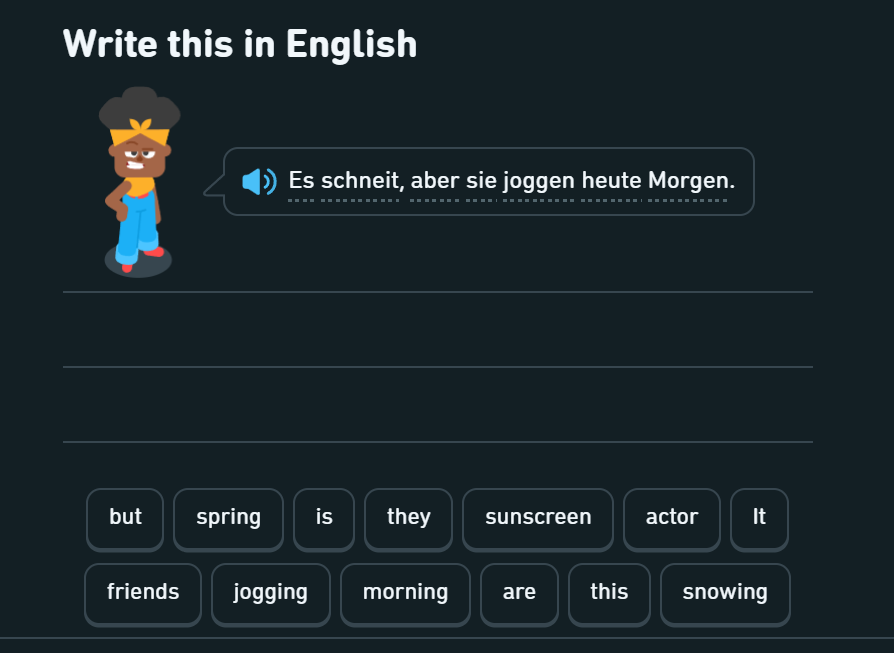 Write this in English
Es schneit, aber sie joggen heute Morgen.
but spring is they sunscreen actor It
friends jogging morning are this snowing